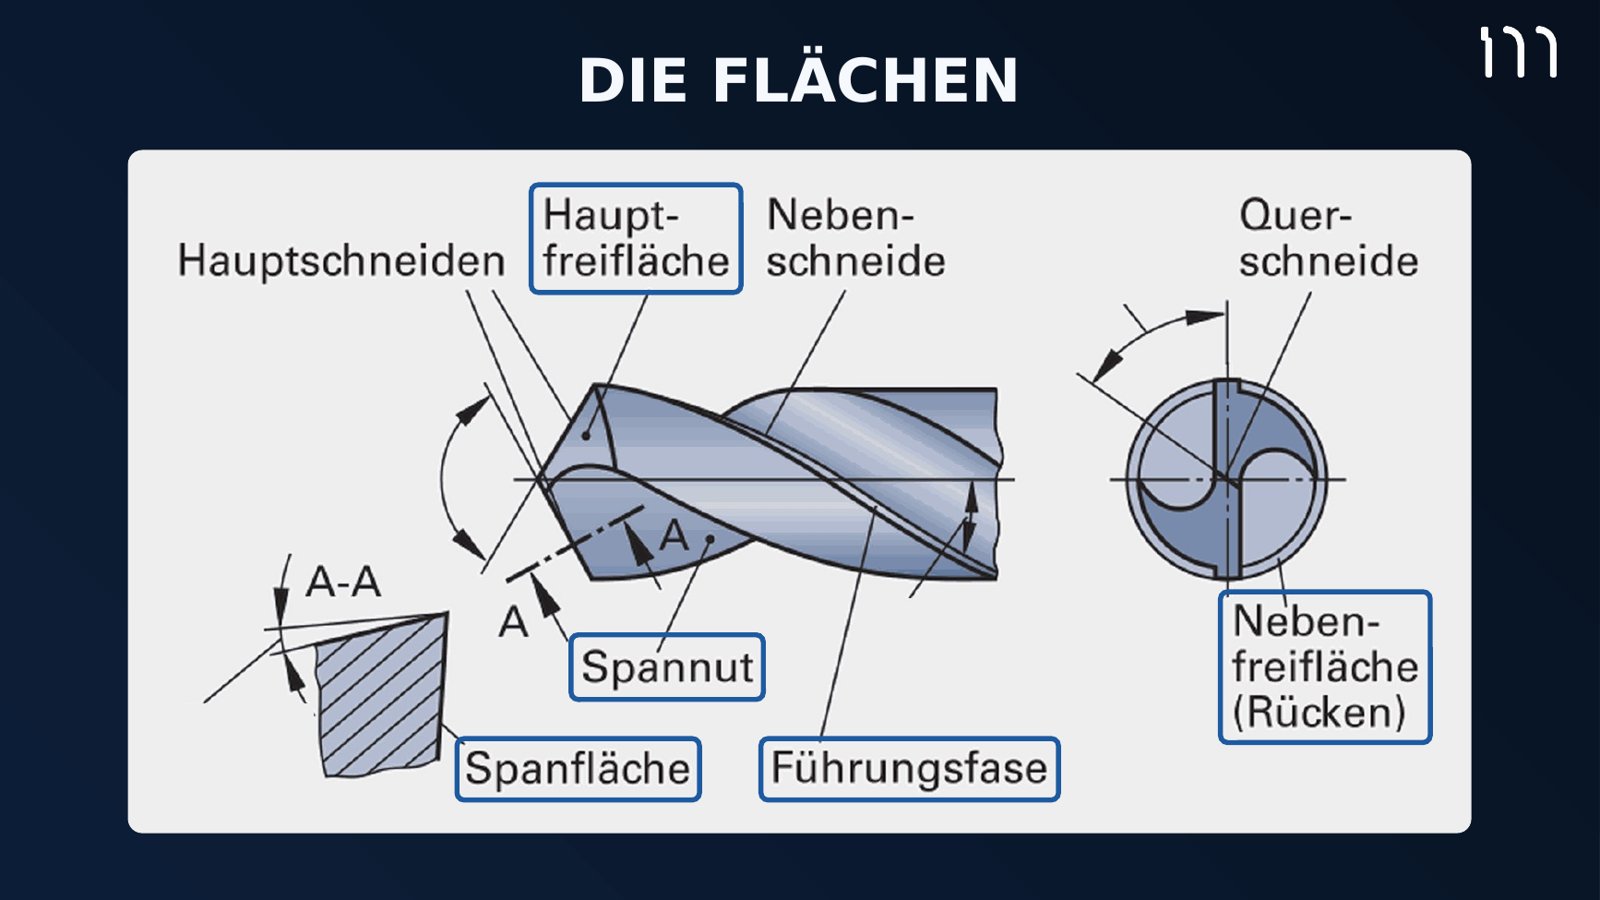 m
DIE FLÄCHEN
Haupt-
freifläche
Neben-
schneide
Quer-
schneide
Hauptschneiden
A
A-A
A
Spannut
Neben-
freifläche
(Rücken)
Spanfläche
Führungsfase